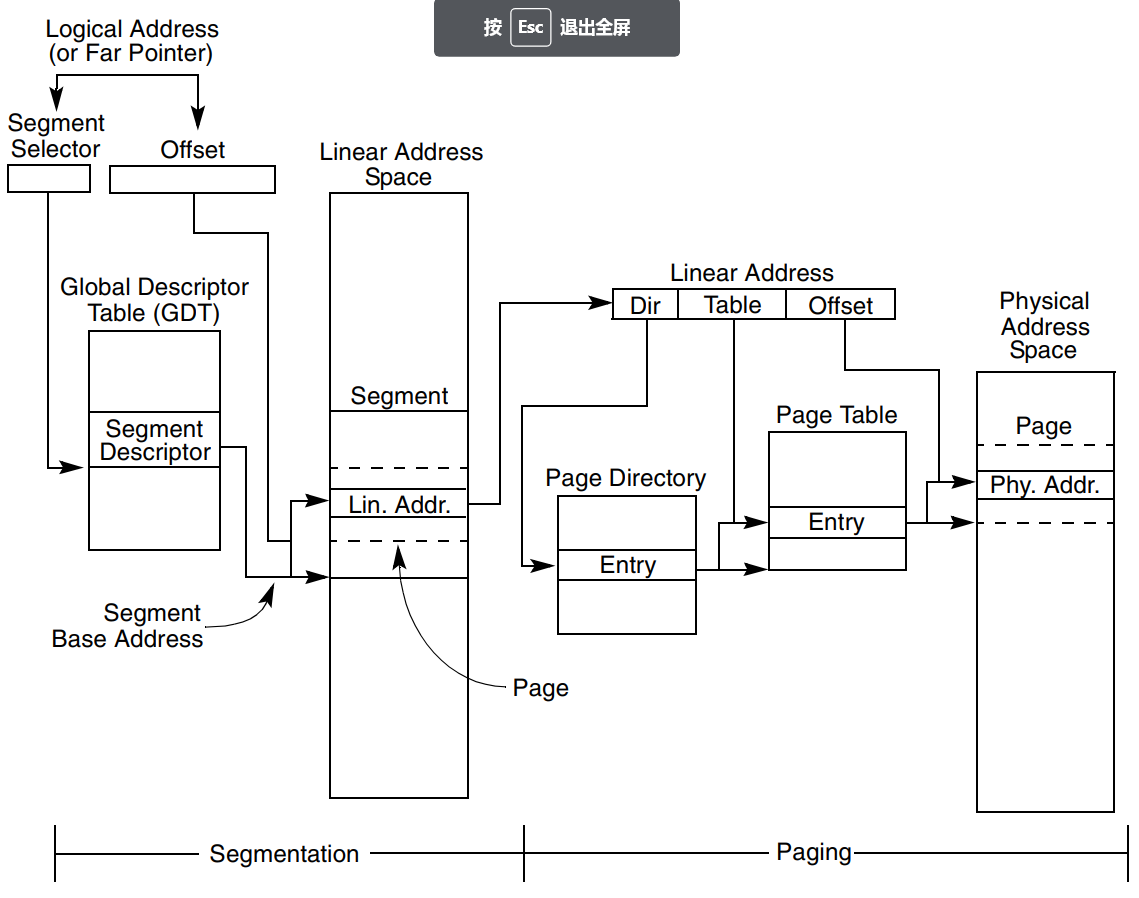 按 Esc 退出全屏
Logical Address
(or Far Pointer)
Segment
Selector
Offset
Linear Address
Space
Global Descriptor
Table (GDT)
Segment
Descriptor
Segment
Lin. Addr.
Segment
Base Address
Page
Linear Address
Dir
Table
Offset
Page Directory
Entry
Page Table
Entry
Physical
Address
Space
Page
Phy. Addr.
Segmentation
Paging